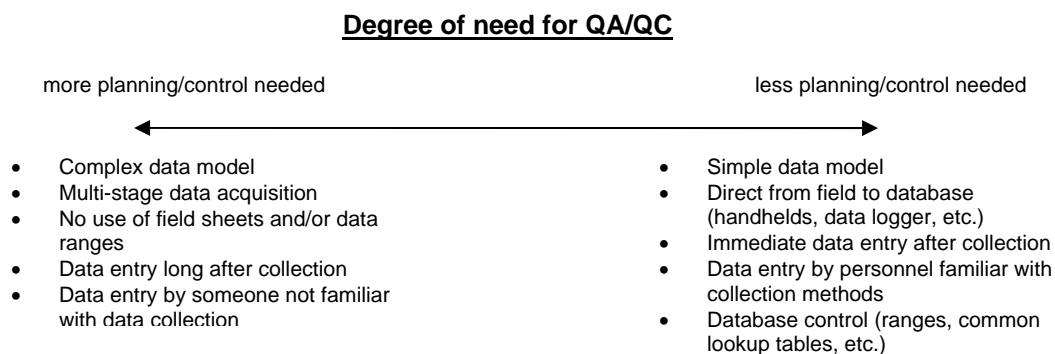 Degree of need for QA/QC
more planning/control needed
less planning/control needed
• Complex data model
• Multi-stage data acquisition
• No use of field sheets and/or data
ranges
• Data entry long after collection
• Data entry by someone not familiar
with data collection
• Simple data model
• Direct from field to database
(handhelds, data logger, etc.)
• Immediate data entry after collection
• Data entry by personnel familiar with
collection methods
• Database control (ranges, common
lookup tables, etc.)